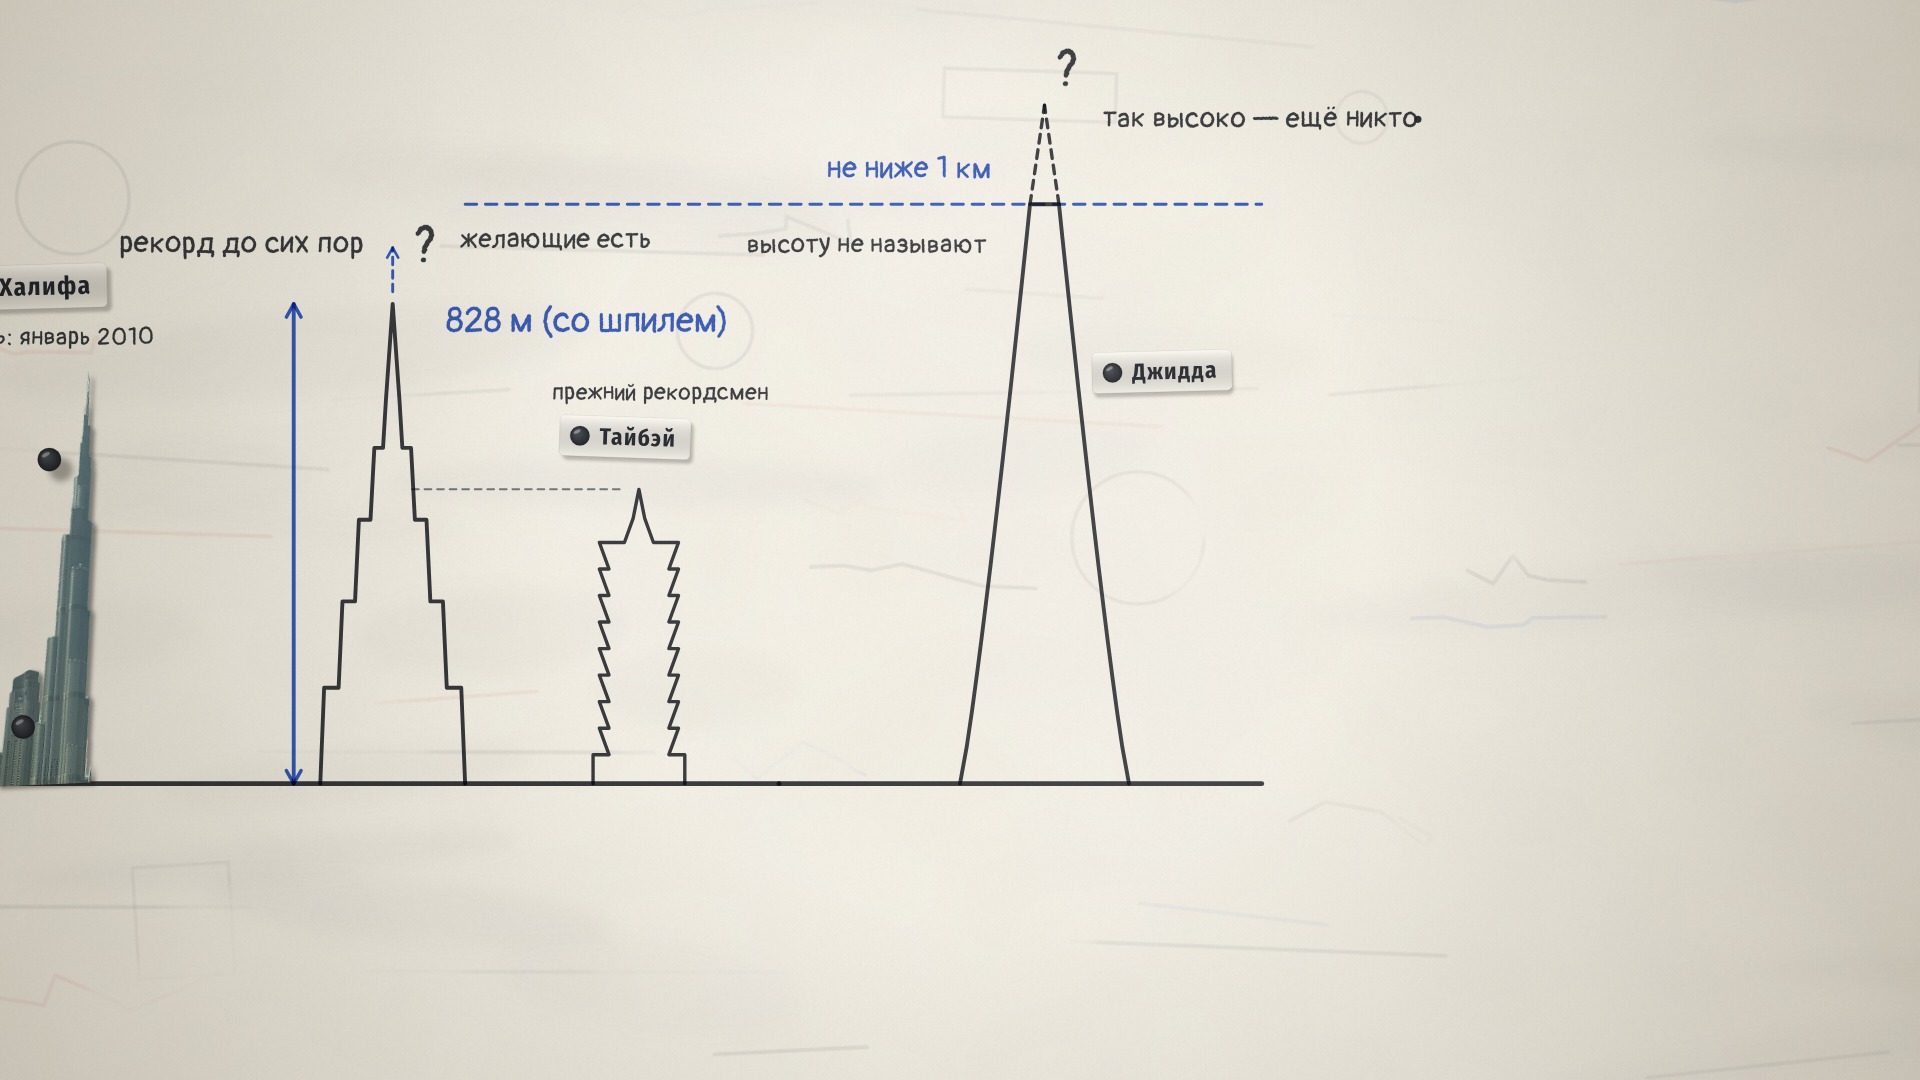 ?
так высоко — ещё никто
не ниже 1 км
рекорд до сих пор
?
желающие есть
высоту не называют
Халифа
: январь 2010
828 м (со шпилем)
Джидда
прежний рекордсмен
Тайбэй